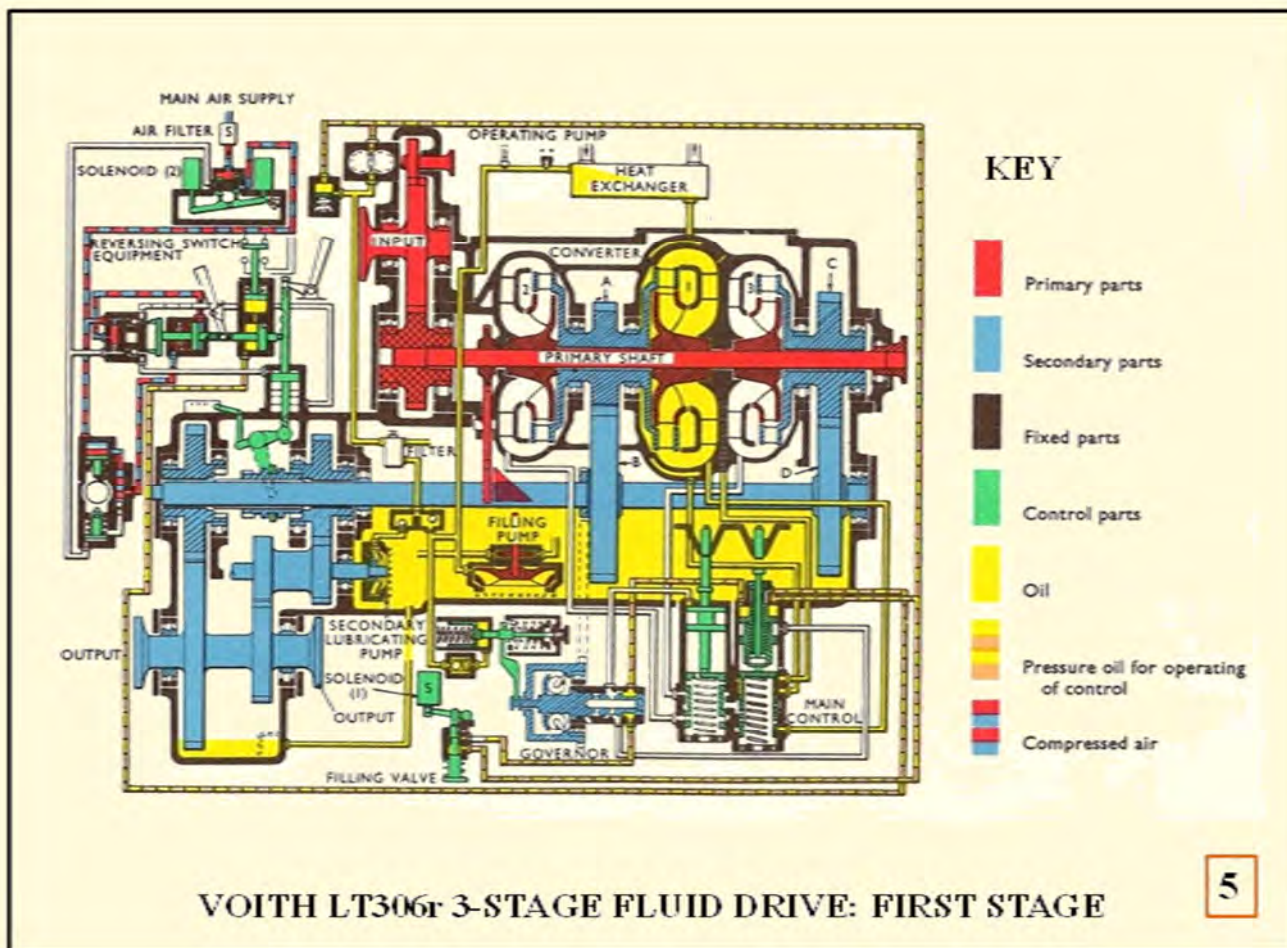 MAIN AIR SUPPLY
AIR FILTER
S
OPERATING PUMP
SOLENOID (2)
HEAT
EXCHANGER
KEY
REVERSING SWITCH
EQUIPMENT
INPUT
CONVERTER
2
A
1
3
C
Primary parts
PRIMARY SHAFT
Secondary parts
Fixed parts
FILTER
B
D
Control parts
FILLING
PUMP
Oil
SECONDARY
LUBRICATING
PUMP
OUTPUT
SOLENOID
(1)
S
OUTPUT
MAIN
CONTROL
Pressure oil for operating
of control
GOVERNOR
Compressed air
FILLING VALVE
VOITH LT306r 3-STAGE FLUID DRIVE: FIRST STAGE
5